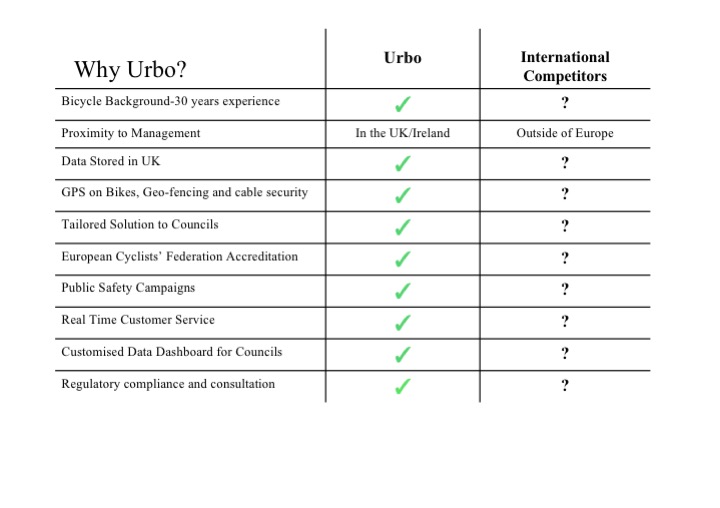 Why Urbo?
Urbo
International
Competitors
Bicycle Background-30 years experience ✓ ?
Proximity to Management In the UK/Ireland Outside of Europe
Data Stored in UK ✓ ?
GPS on Bikes, Geo-fencing and cable security ✓ ?
Tailored Solution to Councils ✓ ?
European Cyclists’ Federation Accreditation ✓ ?
Public Safety Campaigns ✓ ?
Real Time Customer Service ✓ ?
Customised Data Dashboard for Councils ✓ ?
Regulatory compliance and consultation ✓ ?